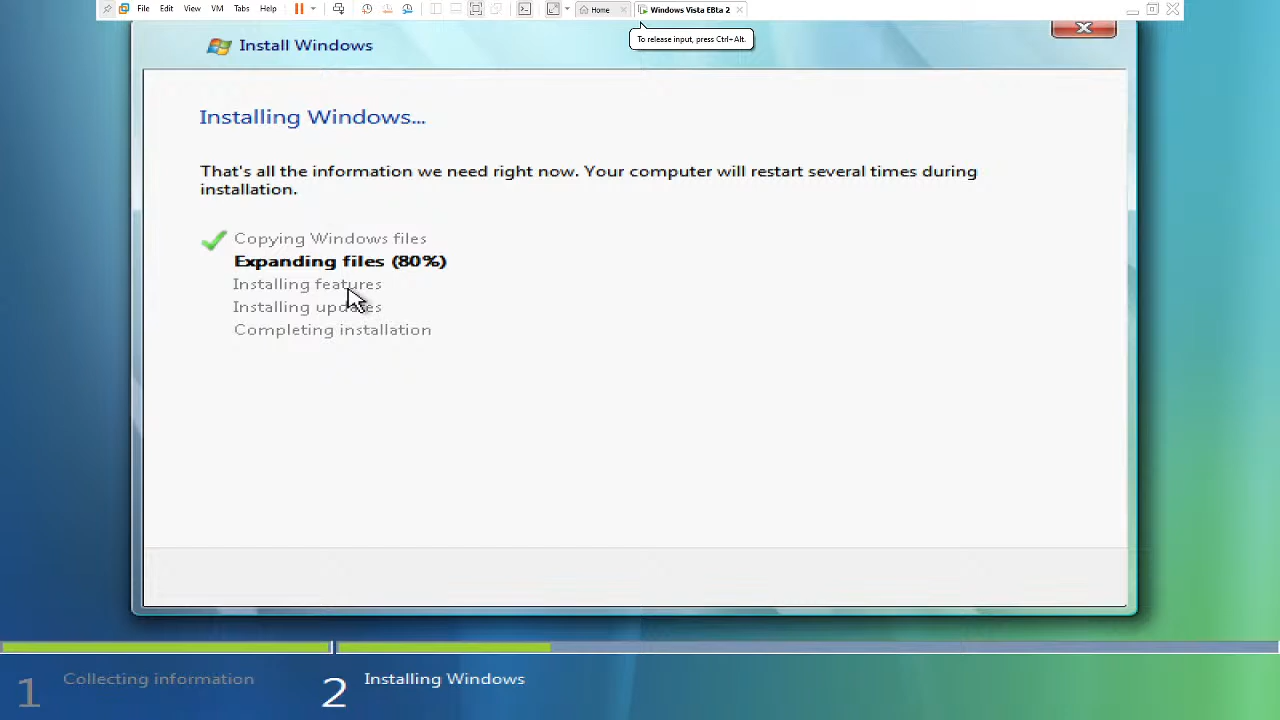 File Edit View VM Tabs Help Home Windows Vista EBta 2
To release input, press Ctrl+Alt.
Install Windows
Installing Windows...
That's all the information we need right now. Your computer will restart several times during
installation.
Copying Windows files
Expanding files (80%)
Installing features
Installing updates
Completing installation
1 Collecting information 2 Installing Windows